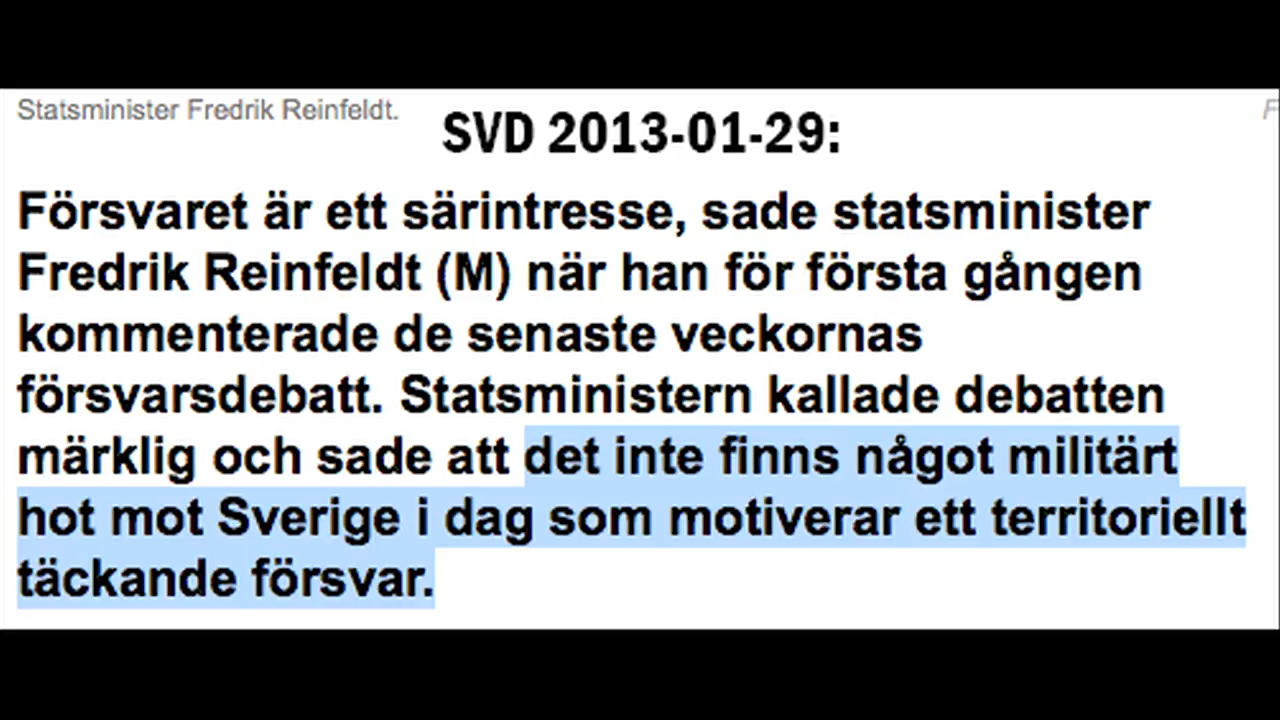 Statsminister Fredrik Reinfeldt.
F
SVD 2013-01-29:
Försvaret är ett särintresse, sade statsminister
Fredrik Reinfeldt (M) när han för första gången
kommenterade de senaste veckornas
försvarsdebatt. Statsministern kallade debatten
märklig och sade att det inte finns något militärt
hot mot Sverige i dag som motiverar ett territoriellt
täckande försvar.